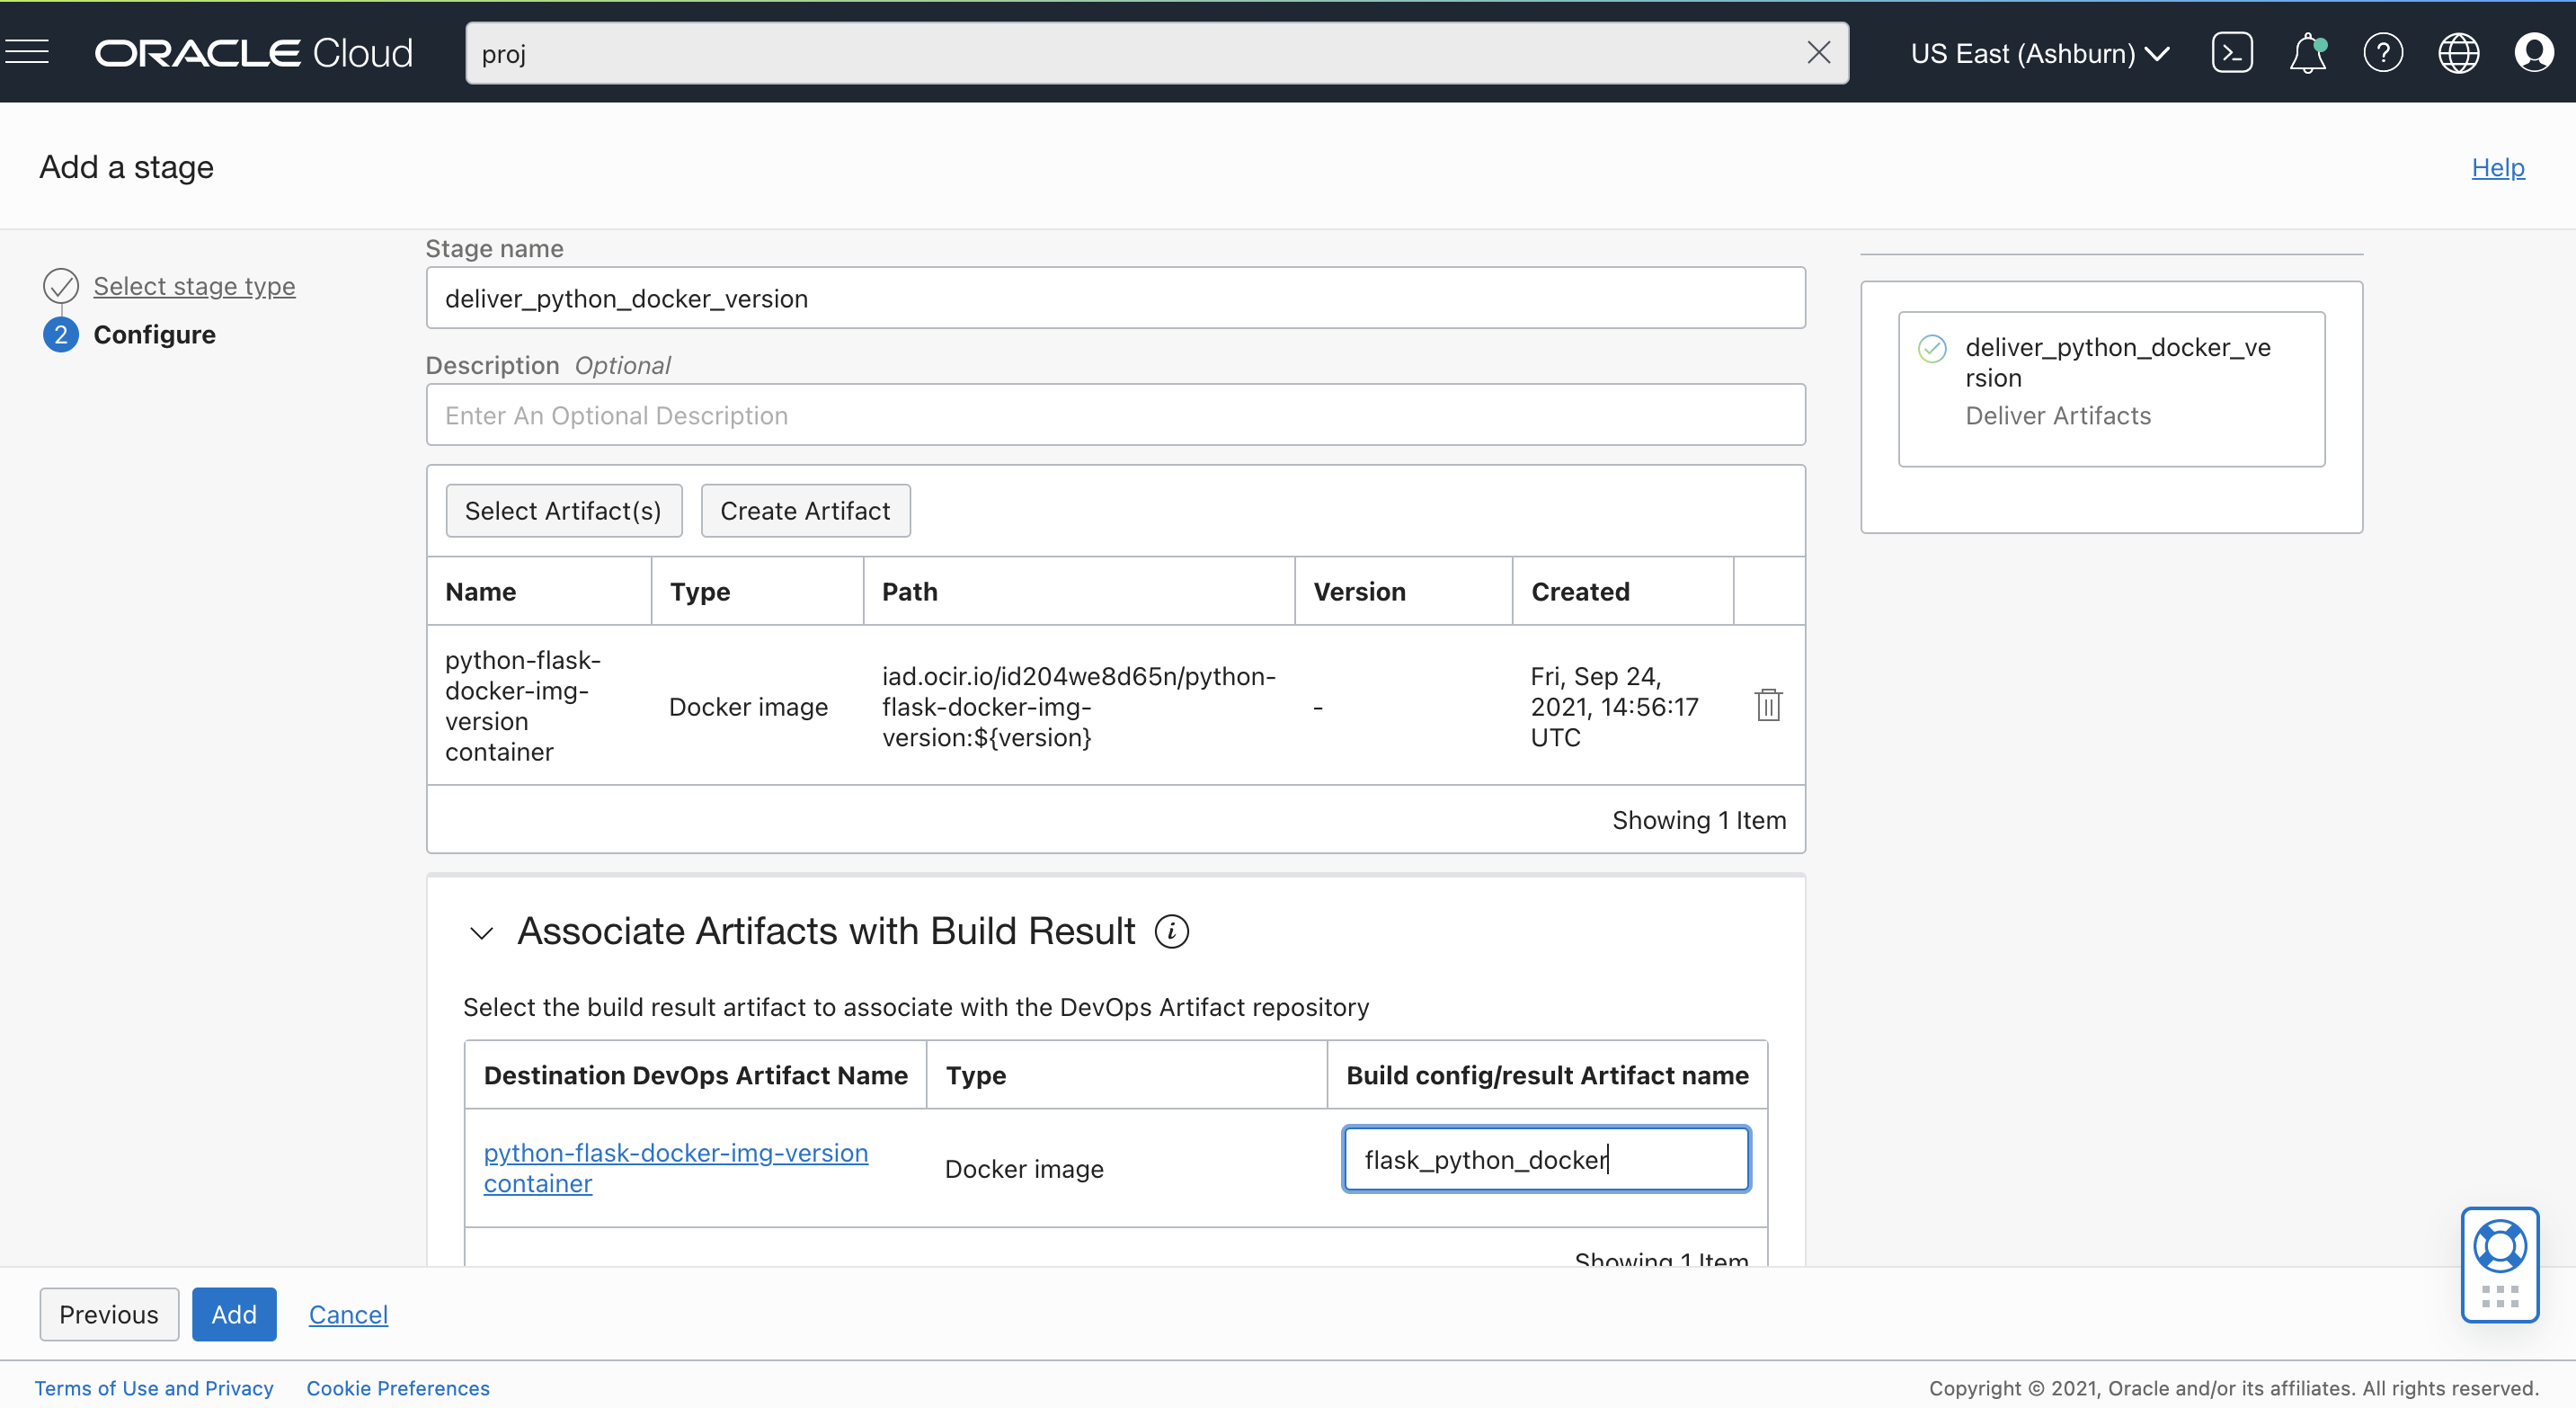 ORACLE Cloud
proj
US East (Ashburn)
Add a stage
Help
Select stage type
2 Configure
Stage name
deliver_python_docker_version
Description Optional
Enter An Optional Description
Select Artifact(s)
Create Artifact
Name Type Path Version Created
python-flask-
docker-img-
version
container
Docker image
iad.ocir.io/id204we8d65n/python-
flask-docker-img-
version:${version}
-
Fri, Sep 24,
2021, 14:56:17
UTC
Showing 1 Item
deliver_python_docker_ve
rsion
Deliver Artifacts
Associate Artifacts with Build Result i
Select the build result artifact to associate with the DevOps Artifact repository
Destination DevOps Artifact Name Type Build config/result Artifact name
python-flask-docker-img-version
container
Docker image
flask_python_docker
Showing 1 Item
Previous
Add
Cancel
Terms of Use and Privacy
Cookie Preferences
Copyright © 2021, Oracle and/or its affiliates. All rights reserved.